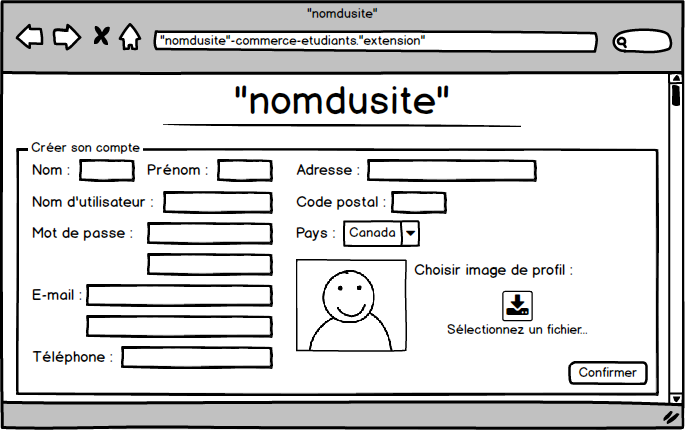 "nomdusite"
"nomdusite"-commerce-etudiants."extension"
"nomdusite"
Créer son compte
Nom :
Prénom :
Nom d'utilisateur :
Mot de passe :
E-mail :
Téléphone :
Adresse :
Code postal :
Pays :
Canada
Choisir image de profil :
Sélectionnez un fichier...
Confirmer